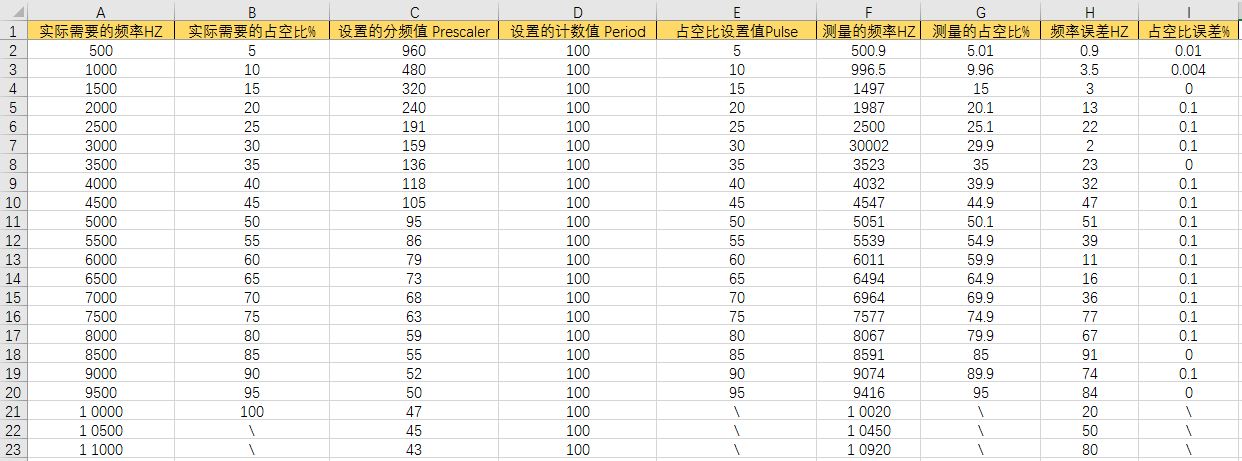 A B C D E F G H I
1 实际需要的频率HZ 实际需要的占空比% 设置的分频值 Prescaler 设置的计数值 Period 占空比设置值Pulse 测量的频率HZ 测量的占空比% 频率误差HZ 占空比误差%
2 500 5 960 100 5 500.9 5.01 0.9 0.01
3 1000 10 480 100 10 996.5 9.96 3.5 0.004
4 1500 15 320 100 15 1497 15 3 0
5 2000 20 240 100 20 1987 20.1 13 0.1
6 2500 25 191 100 25 2500 25.1 22 0.1
7 3000 30 159 100 30 30002 29.9 2 0.1
8 3500 35 136 100 35 3523 35 23 0
9 4000 40 118 100 40 4032 39.9 32 0.1
10 4500 45 105 100 45 4547 44.9 47 0.1
11 5000 50 95 100 50 5051 50.1 51 0.1
12 5500 55 86 100 55 5539 54.9 39 0.1
13 6000 60 79 100 60 6011 59.9 11 0.1
14 6500 65 73 100 65 6494 64.9 16 0.1
15 7000 70 68 100 70 6964 69.9 36 0.1
16 7500 75 63 100 75 7577 74.9 77 0.1
17 8000 80 59 100 80 8067 79.9 67 0.1
18 8500 85 55 100 85 8591 85 91 0
19 9000 90 52 100 90 9074 89.9 74 0.1
20 9500 95 50 100 95 9416 95 84 0
21 1 0000 100 47 100 \ 1 0020 \ 20 \
22 1 0500 \ 45 100 \ 1 0450 \ 50 \
23 1 1000 \ 43 100 \ 1 0920 \ 80 \